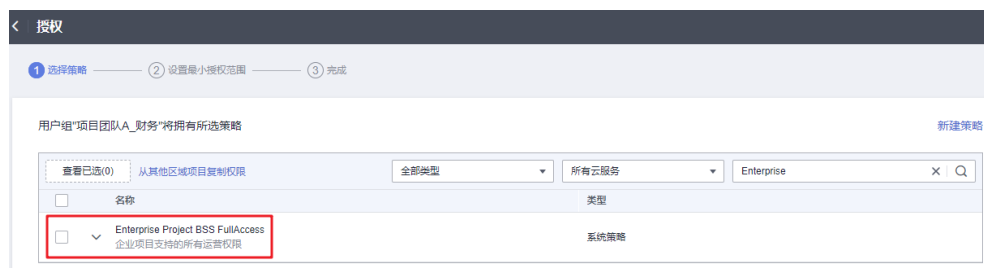 授权
1 选择策略 2 设置最小授权范围 3 完成
用户组"项目团队A_财务"将拥有所选策略 新建策略
查看已选(0) 从其他区域项目复制权限 全部类型 所有云服务 Enterprise
名称 类型
Enterprise Project BSS FullAccess
企业项目支持的所有运营权限 系统策略